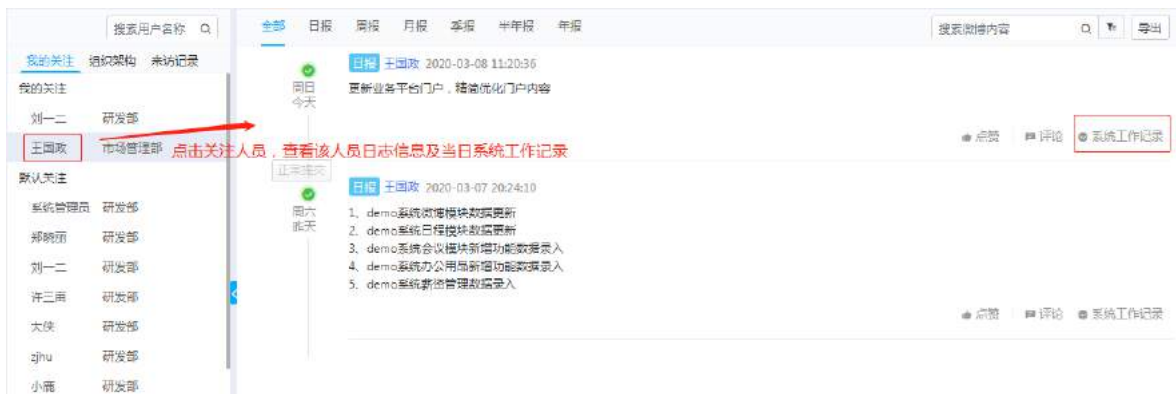 搜索用户名称
全部 日报 周报 月报 季报 半年报 年报
搜索微博内容
导出
我的关注 组织架构 来访记录
我的关注
刘一二 研发部
王国政 市场管理部
默认关注
系统管理员 研发部
郑晓丽 研发部
刘一二 研发部
许三雨 研发部
大侠 研发部
zjhu 研发部
小鹿 研发部
周日
今天
日报 王国政 2020-03-08 11:20:36
更新业务平台门户，精简优化门户内容
点赞 评论 系统工作记录
点击关注人员，查看该人员日志信息及当日系统工作记录
正常提交
周六
昨天
日报 王国政 2020-03-07 20:24:10
1、demo系统微博模块数据更新
2、demo系统日程模块数据更新
3、demo系统会议模块新增功能数据录入
4、demo系统办公用品新增功能数据录入
5、demo系统薪资管理数据录入
点赞 评论 系统工作记录